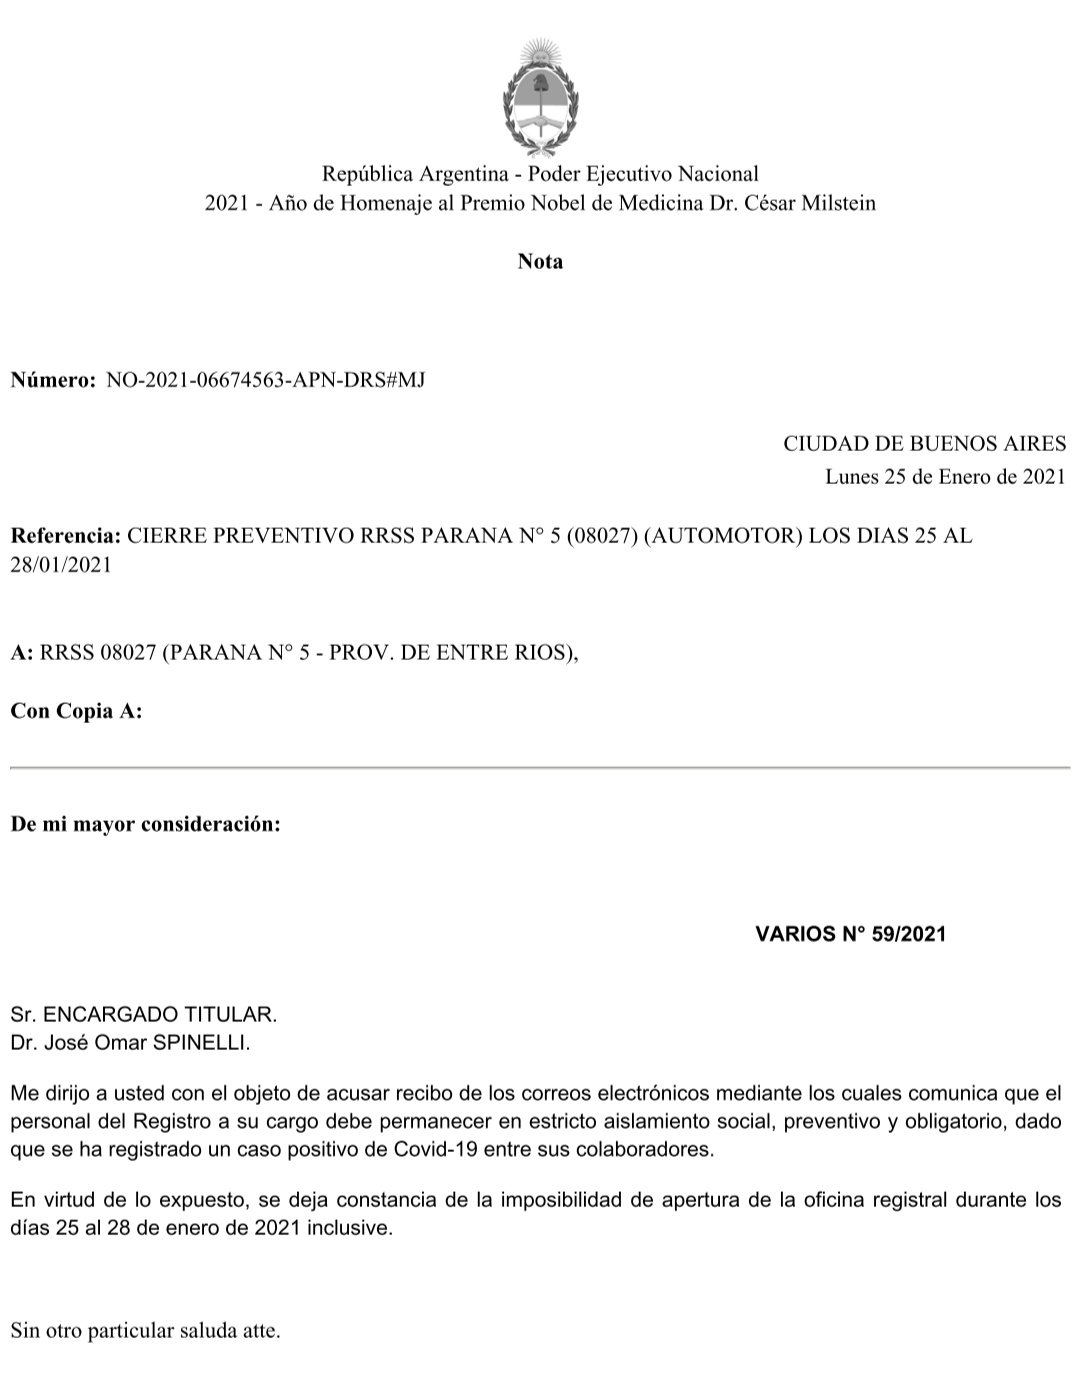 República Argentina - Poder Ejecutivo Nacional
2021 - Año de Homenaje al Premio Nobel de Medicina Dr. César Milstein
Nota
Número: NO-2021-06674563-APN-DRS#MJ
CIUDAD DE BUENOS AIRES
Lunes 25 de Enero de 2021
Referencia: CIERRE PREVENTIVO RRSS PARANA N° 5 (08027) (AUTOMOTOR) LOS DIAS 25 AL
28/01/2021
A: RRSS 08027 (PARANA N° 5 - PROV. DE ENTRE RIOS),
Con Copia A:
De mi mayor consideración:
VARIOS N° 59/2021
Sr. ENCARGADO TITULAR.
Dr. José Omar SPINELLI.
Me dirijo a usted con el objeto de acusar recibo de los correos electrónicos mediante los cuales comunica que el
personal del Registro a su cargo debe permanecer en estricto aislamiento social, preventivo y obligatorio, dado
que se ha registrado un caso positivo de Covid-19 entre sus colaboradores.
En virtud de lo expuesto, se deja constancia de la imposibilidad de apertura de la oficina registral durante los
días 25 al 28 de enero de 2021 inclusive.
Sin otro particular saluda atte.